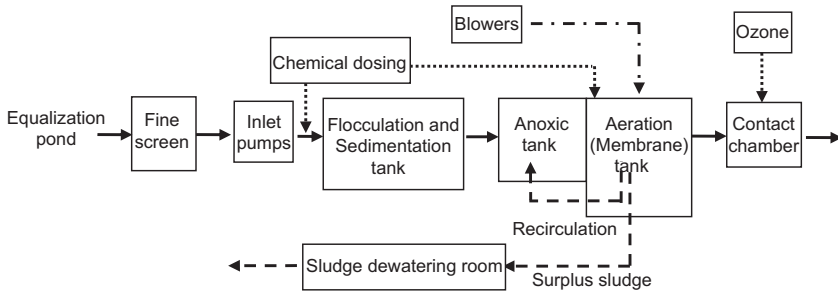 Blowers
Ozone
Chemical dosing
Equalization
pond
Fine
screen
Inlet
pumps
Flocculation and
Sedimentation
tank
Anoxic
tank
Aeration
(Membrane)
tank
Contact
chamber
Recirculation
Sludge dewatering room
Surplus sludge